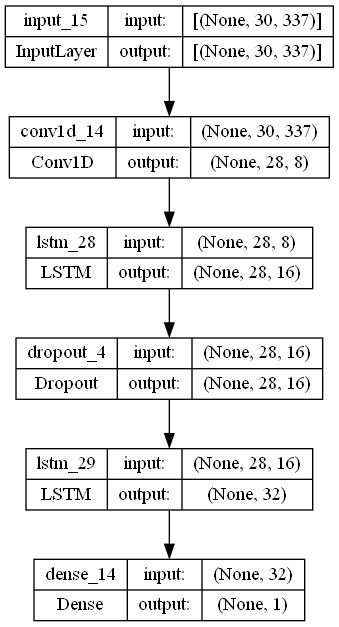 input_15 input: [(None, 30, 337)]
InputLayer output: [(None, 30, 337)]
conv1d_14 input: (None, 30, 337)
Conv1D output: (None, 28, 8)
lstm_28 input: (None, 28, 8)
LSTM output: (None, 28, 16)
dropout_4 input: (None, 28, 16)
Dropout output: (None, 28, 16)
lstm_29 input: (None, 28, 16)
LSTM output: (None, 32)
dense_14 input: (None, 32)
Dense output: (None, 1)